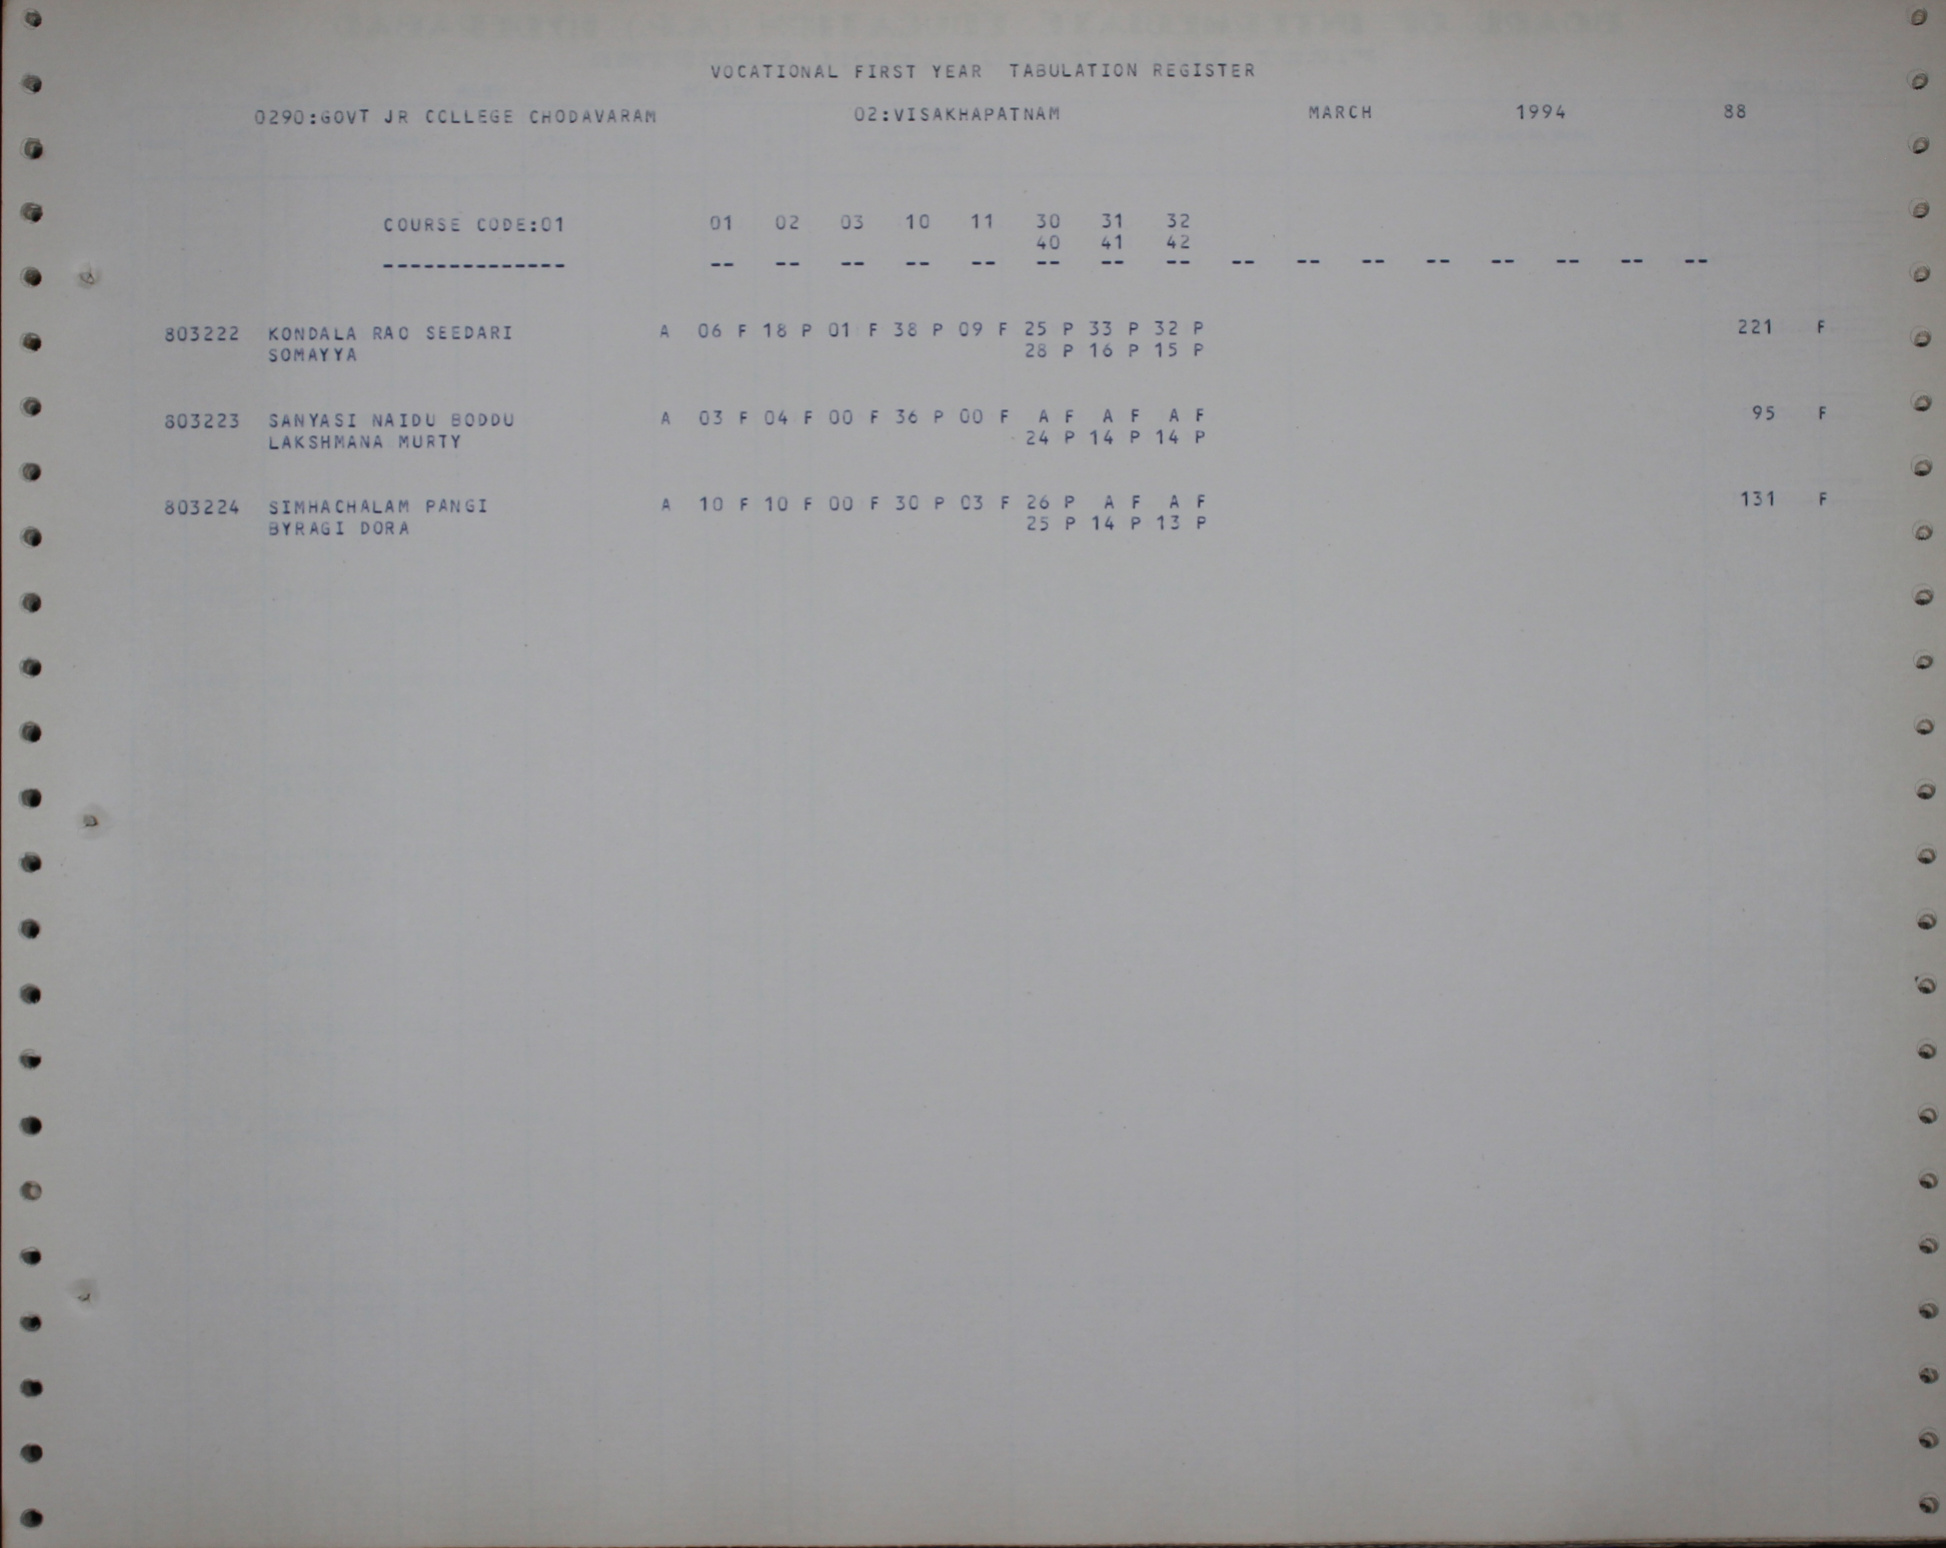 VOCATIONAL FIRST YEAR TABULATION REGISTER
0290:GOVT JR COLLEGE CHODAVARAM 02:VISAKHAPATNAM MARCH 1994 88
COURSE CODE:01 01 02 03 10 11 30 31 32
40 41 42
-------------- -- -- -- -- -- -- -- -- -- -- -- -- -- -- -- --
803222 KONDALA RAO SEEDARI A 06 F 18 P 01 F 38 P 09 F 25 P 33 P 32 P 221 F
SOMAYYA 28 P 16 P 15 P
803223 SANYASI NAIDU BODDU A 03 F 04 F 00 F 36 P 00 F A F A F A F 95 F
LAKSHMANA MURTY 24 P 14 P 14 P
803224 SIMHACHALAM PANGI A 10 F 10 F 00 F 30 P 03 F 26 P A F A F 131 F
BYRAGI DORA 25 P 14 P 13 P